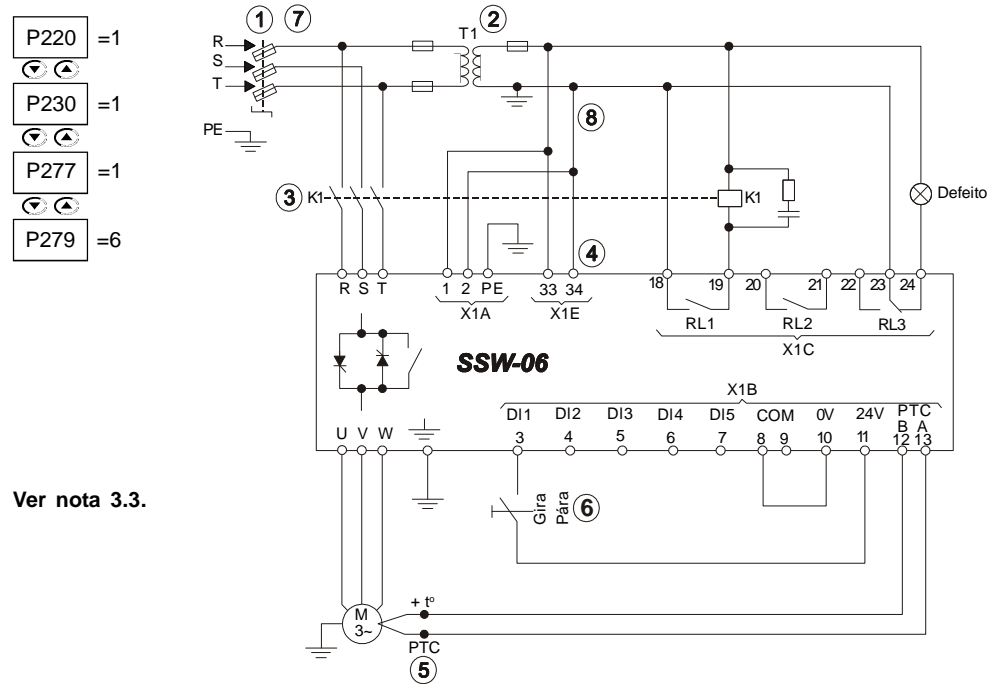 P220 =1
P230 =1
P277 =1
P279 =6
Ver nota 3.3.
1 7
R
S
T
PE
T1
2
8
3 K1
K1
Defeito
4
R S T
1 2 PE
X1A
33 34
X1E
18 19 20 21 22 23 24
RL1 RL2 RL3
X1C
SSW-06
X1B
DI1 DI2 DI3 DI4 DI5 COM 0V 24V PTC
B A
3 4 5 6 7 8 9 10 11 12 13
U V W
Gira
Pára
6
M
3~
+ tº
PTC
5